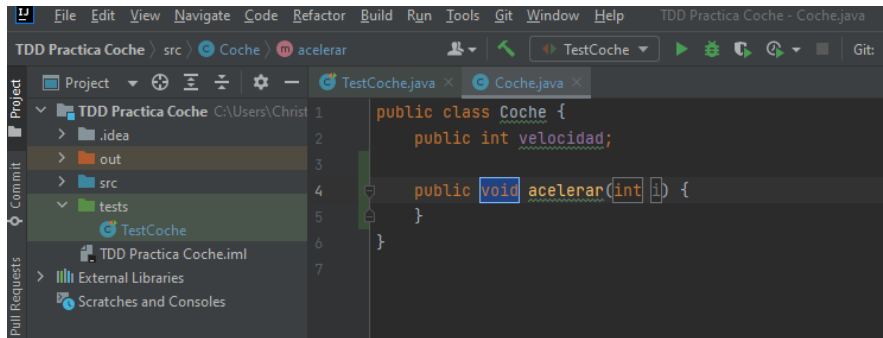 IJ File Edit View Navigate Code Refactor Build Run Tools Git Window Help TDD Practica Coche - Coche.java
TDD Practica Coche > src > C Coche > m acelerar TestCoche Git:
Project
Project
TestCoche.java × C Coche.java ×
TDD Practica Coche C:\Users\Christ
.idea
out
src
tests
TestCoche
TDD Practica Coche.iml
External Libraries
Scratches and Consoles
Commit
Pull Requests
1 public class Coche {
2 public int velocidad;
3
4 public void acelerar(int i) {
5 }
6 }
7